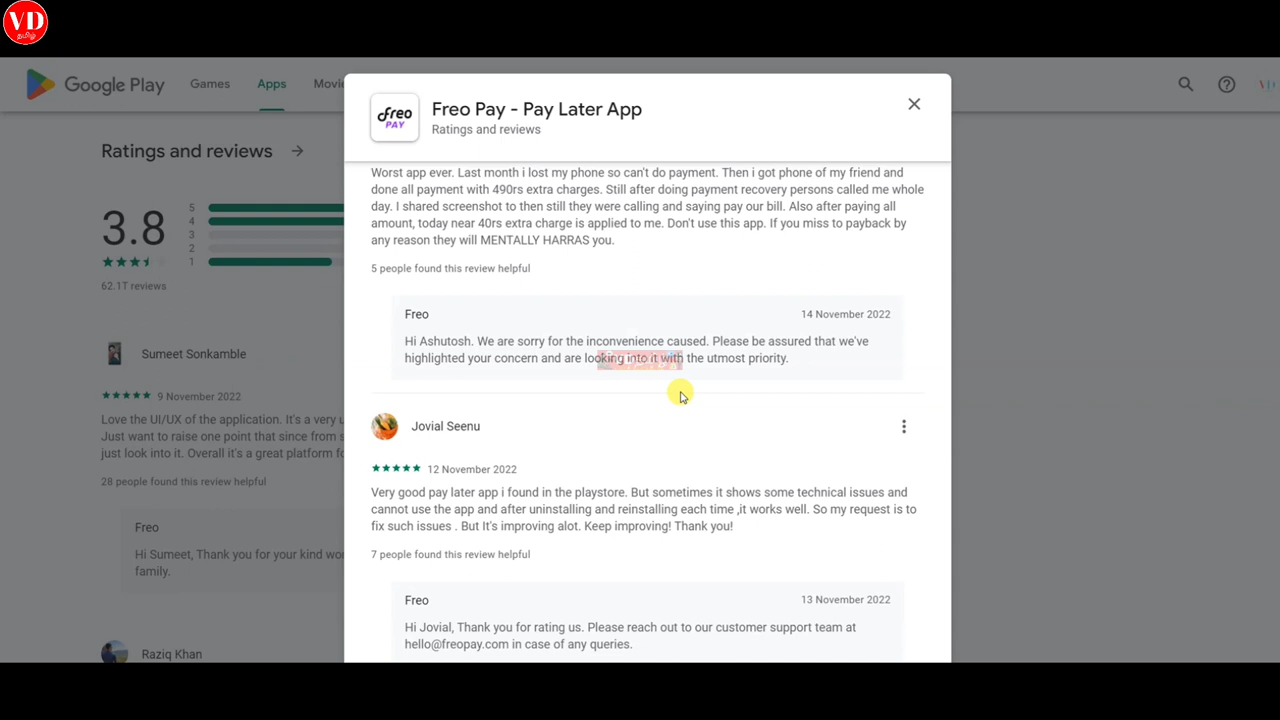 VD
தமிழ்
Google Play
Games
Apps
Movi
Ratings and reviews
3.8
5
4
3
2
1
62.1T reviews
Sumeet Sonkamble
9 November 2022
Love the UI/UX of the application. It's a very u
Just want to raise one point that since from s
just look into it. Overall it's a great platform fo
28 people found this review helpful
Freo
Hi Sumeet, Thank you for your kind wo
family.
Raziq Khan
Freo PAY
Freo Pay - Pay Later App
Ratings and reviews
Worst app ever. Last month i lost my phone so can't do payment. Then i got phone of my friend and
done all payment with 490rs extra charges. Still after doing payment recovery persons called me whole
day. I shared screenshot to then still they were calling and saying pay our bill. Also after paying all
amount, today near 40rs extra charge is applied to me. Don't use this app. If you miss to payback by
any reason they will MENTALLY HARRAS you.
5 people found this review helpful
Freo
14 November 2022
Hi Ashutosh. We are sorry for the inconvenience caused. Please be assured that we've
highlighted your concern and are looking into it with the utmost priority.
Jovial Seenu
12 November 2022
Very good pay later app i found in the playstore. But sometimes it shows some technical issues and
cannot use the app and after uninstalling and reinstalling each time ,it works well. So my request is to
fix such issues . But It's improving alot. Keep improving! Thank you!
7 people found this review helpful
Freo
13 November 2022
Hi Jovial, Thank you for rating us. Please reach out to our customer support team at
hello@freopay.com in case of any queries.